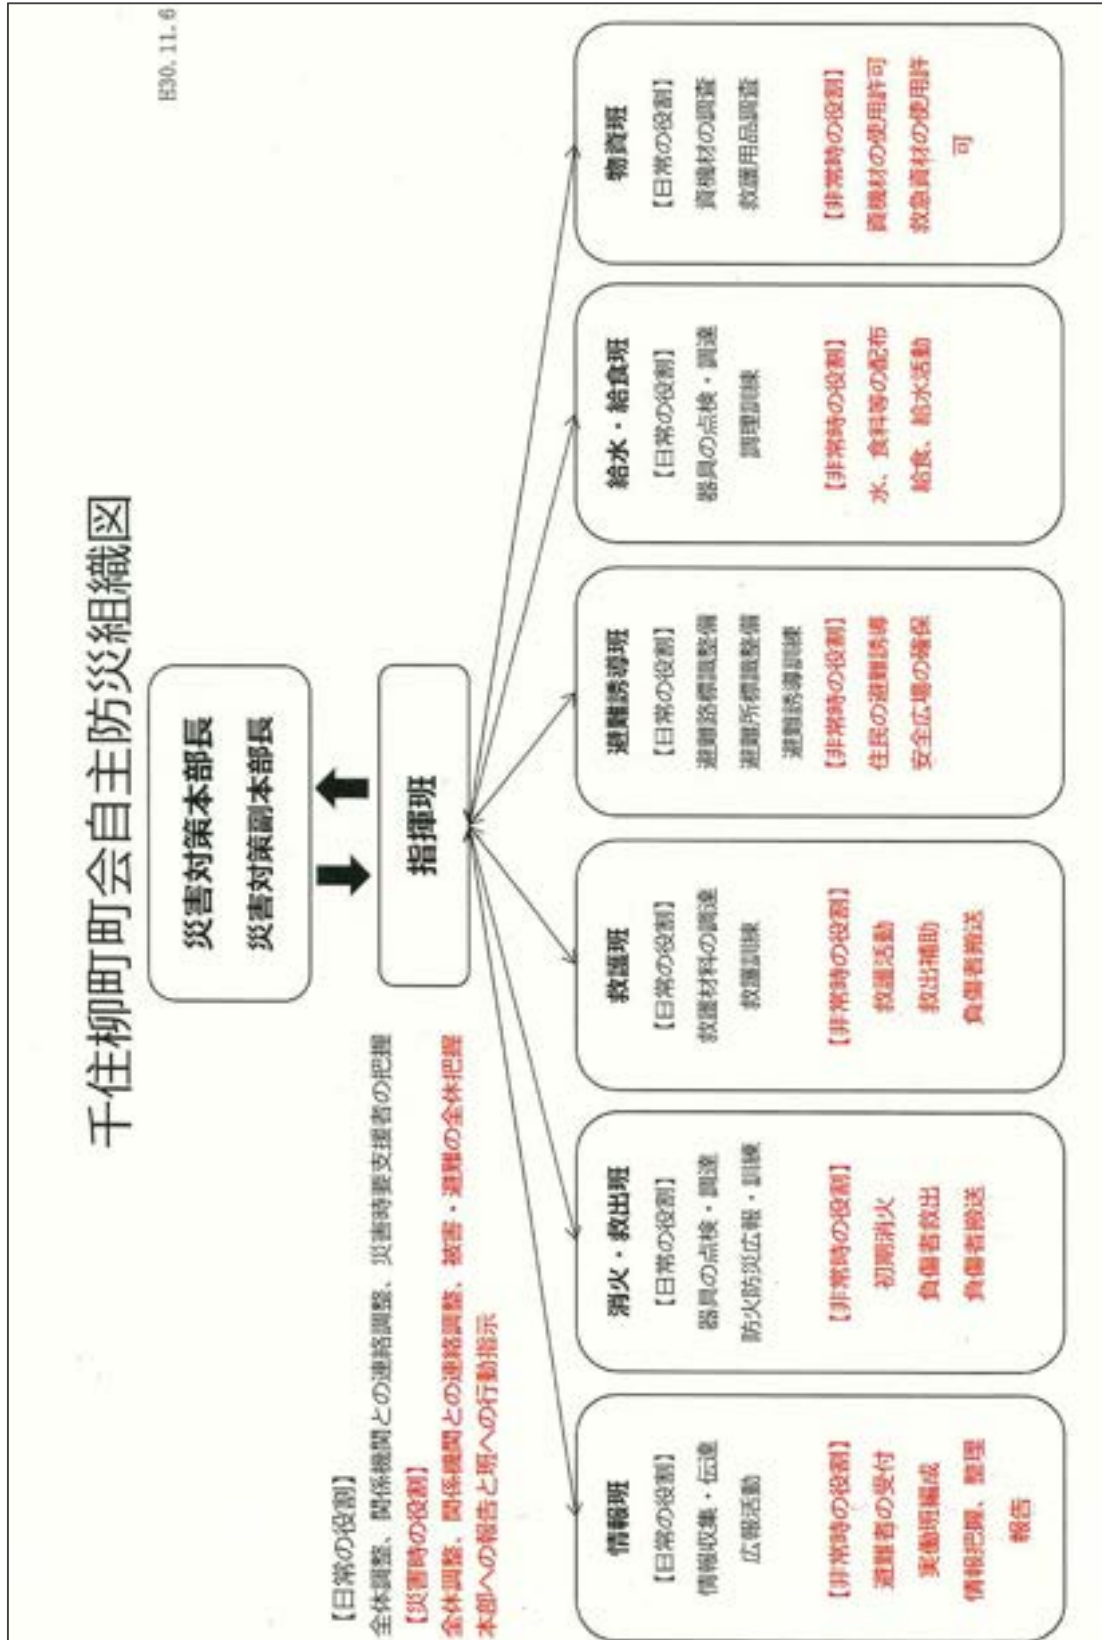 H30.11.6
千住柳町町会自主防災組織図
災害対策本部長
災害対策副本部長
指揮班
【日常の役割】
全体調整、関係機関との連絡調整、災害時要支援者の把握
【災害時の役割】
全体調整、関係機関との連絡調整、被害・避難の全体把握
本部への報告と班への行動指示
情報班
【日常の役割】
情報収集・伝達
広報活動
【非常時の役割】
避難者の受付
実働班編成
情報把握、整理
報告
消火・救出班
【日常の役割】
器具の点検・調達
防火防災広報・訓練
【非常時の役割】
初期消火
負傷者救出
負傷者搬送
救護班
【日常の役割】
救護材料の調達
救護訓練
【非常時の役割】
救護活動
救出補助
負傷者搬送
避難誘導班
【日常の役割】
避難路標識整備
避難所標識整備
避難誘導訓練
【非常時の役割】
住民の避難誘導
安全広場の確保
給水・給食班
【日常の役割】
器具の点検・調達
調理訓練
【非常時の役割】
水、食料等の配布
給食、給水活動
物資班
【日常の役割】
資機材の調査
救護用品調査
【非常時の役割】
資機材の使用許可
救急資材の使用許
可